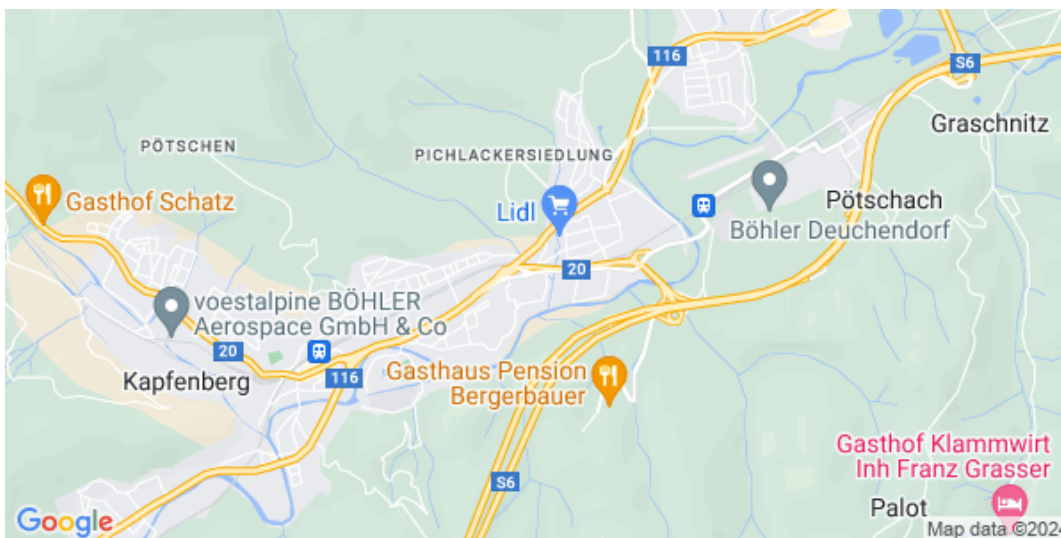 116
S6
Graschnitz
PÖTSCHEN
PICHLACKERSIEDLUNG
Gasthof Schatz
Lidl
Pötschach
Böhler Deuchendorf
20
voestalpine BÖHLER
Aerospace GmbH & Co
20
Kapfenberg
116
Gasthaus Pension
Bergerbauer
Gasthof Klammwirt
Inh Franz Grasser
S6
Palot
Google
Map data ©2024